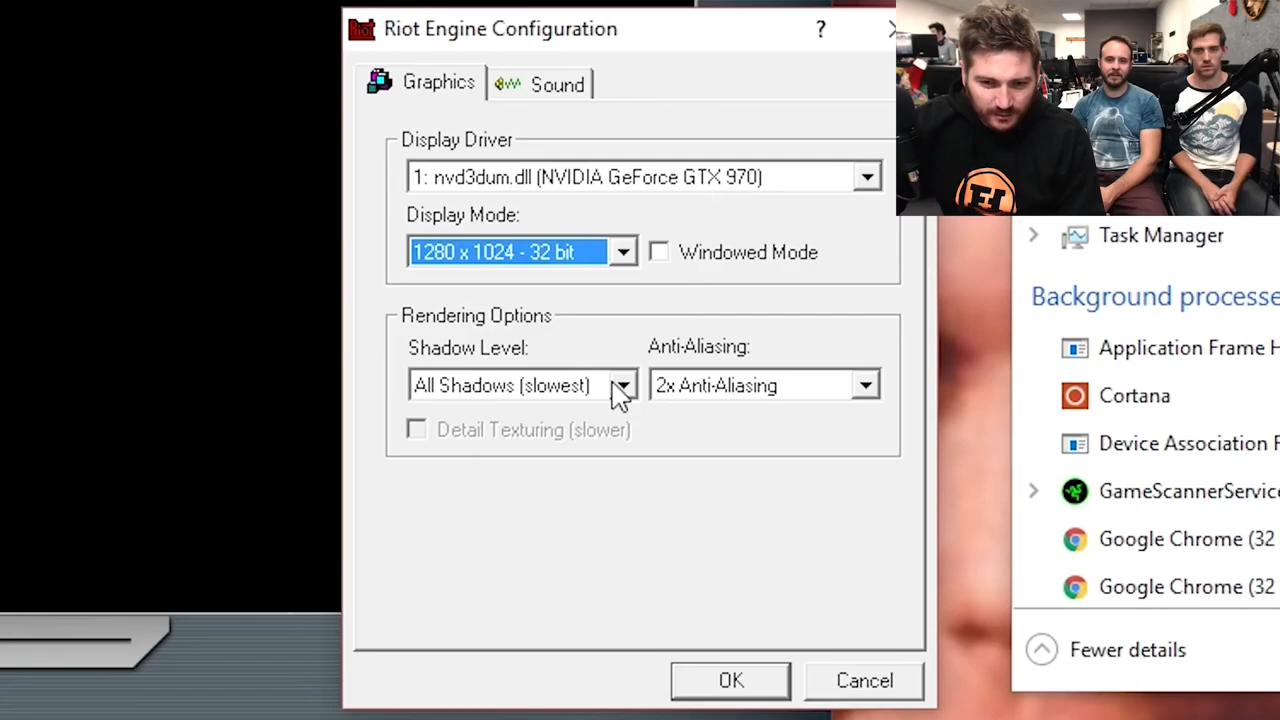 Riot
Riot Engine Configuration
?
Graphics
Sound
Display Driver
1: nvd3dum.dll (NVIDIA GeForce GTX 970)
Display Mode:
1280 x 1024 - 32 bit
Windowed Mode
Rendering Options
Shadow Level:
Anti-Aliasing:
All Shadows (slowest)
2x Anti-Aliasing
Detail Texturing (slower)
OK
Cancel
Task Manager
Background processe
Application Frame H
Cortana
Device Association F
GameScannerService
Google Chrome (32
Google Chrome (32
Fewer details